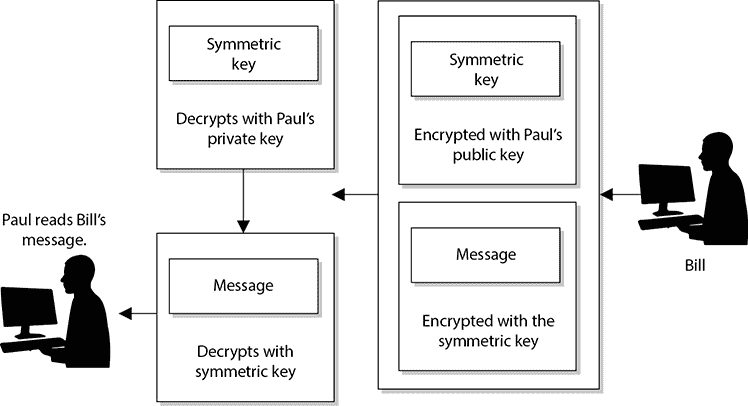 Symmetric
key
Decrypts with Paul's
private key
Symmetric
key
Encrypted with Paul's
public key
Paul reads Bill's
message.
Message
Decrypts with
symmetric key
Message
Encrypted with the
symmetric key
Bill